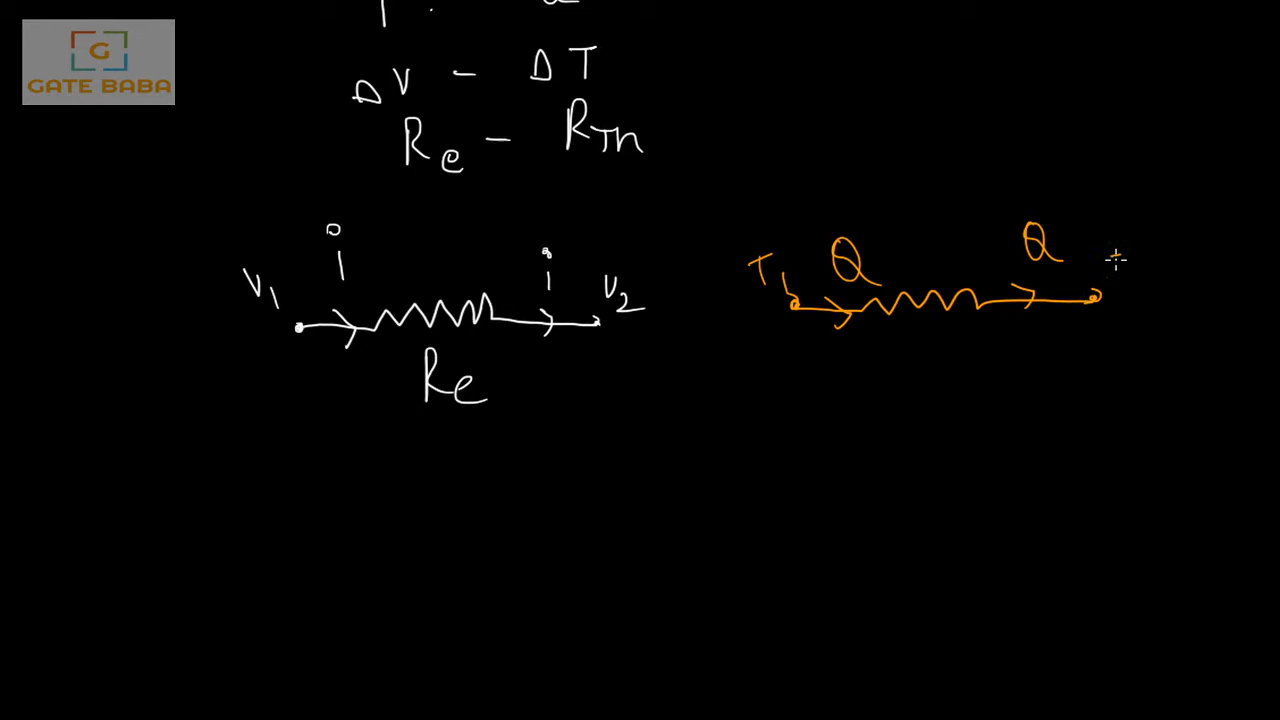 G
GATE BABA
ΔV - ΔT
Re - RTh
i i
V1 V2
Re
Q Q
T1